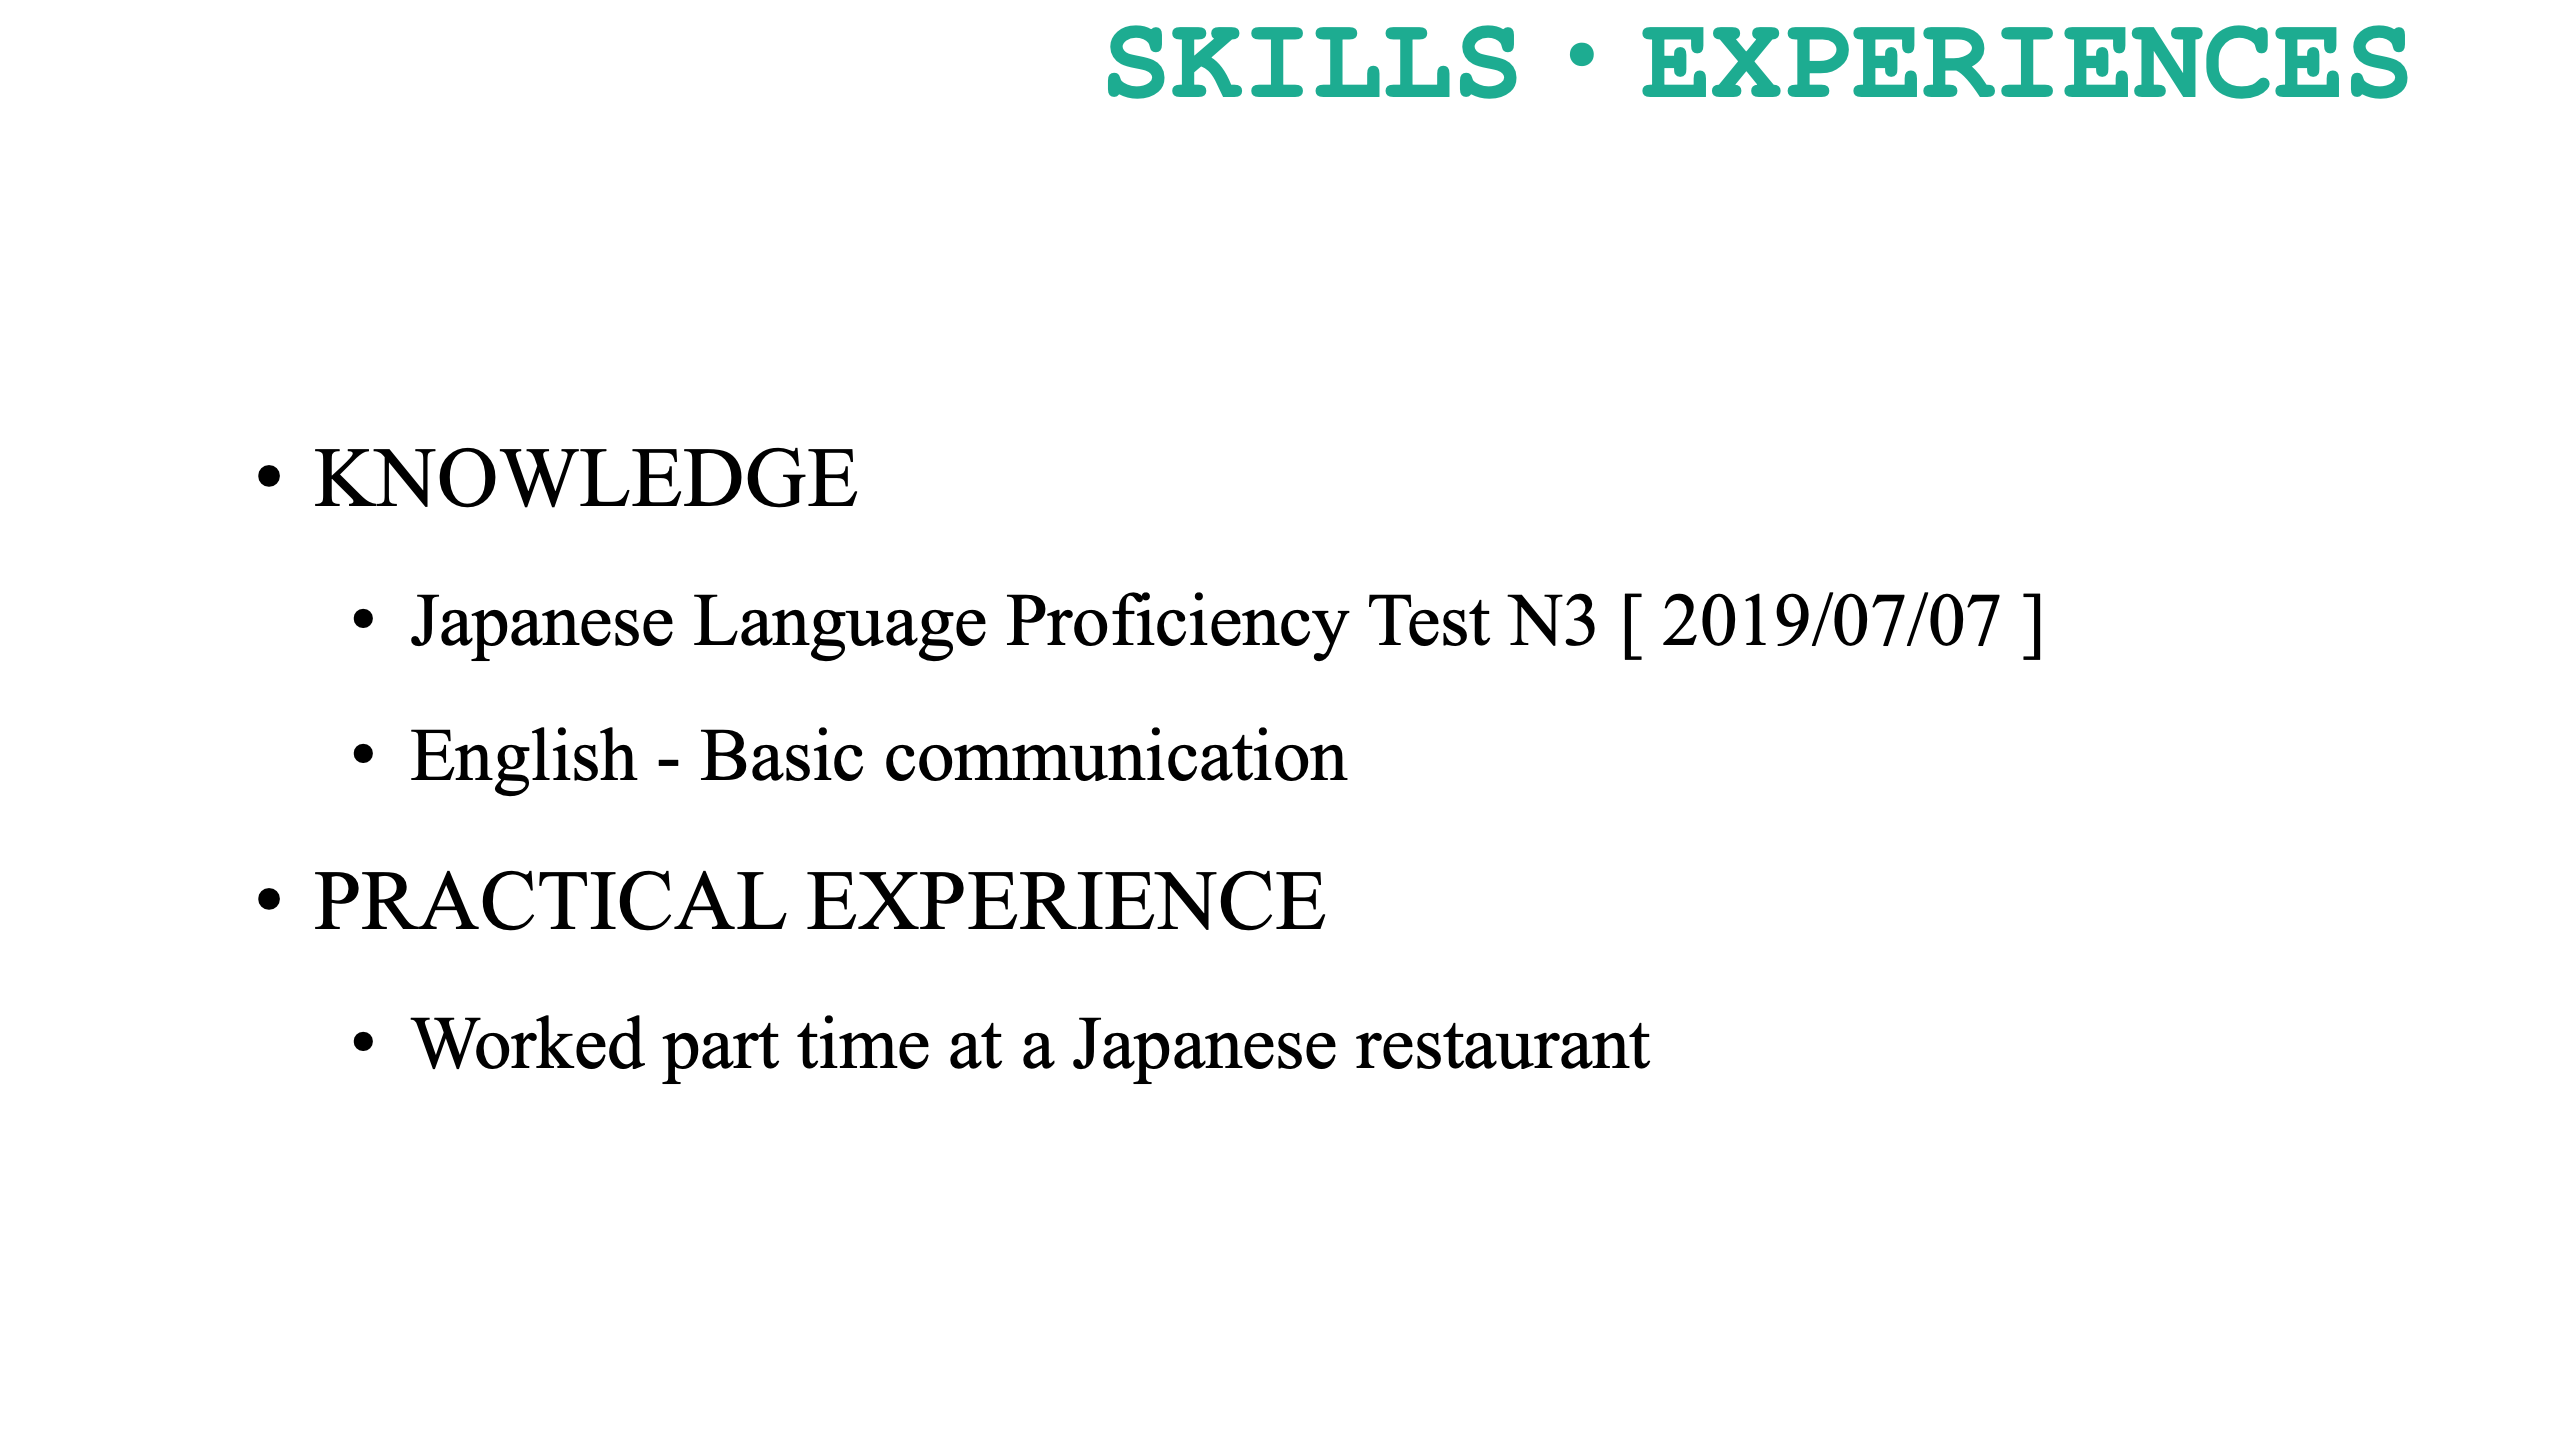 SKILLS・EXPERIENCES
• KNOWLEDGE
• Japanese Language Proficiency Test N3 [ 2019/07/07 ]
• English - Basic communication
• PRACTICAL EXPERIENCE
• Worked part time at a Japanese restaurant